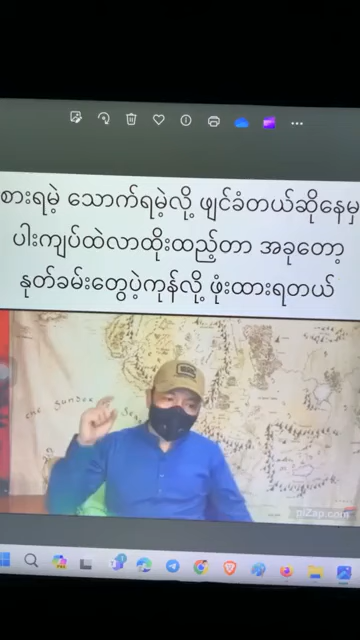 စားရမဲ့ သောက်ရမဲ့လို့ ဖျင်ခံတယ်ဆိုနေမှ
ပါးကျပ်ထဲလာထိုးထည့်တာ အခုတော့
နုတ်ခမ်းတွေပဲ့ကုန်လို့ ဖုံးထားရတယ်
piZap.com